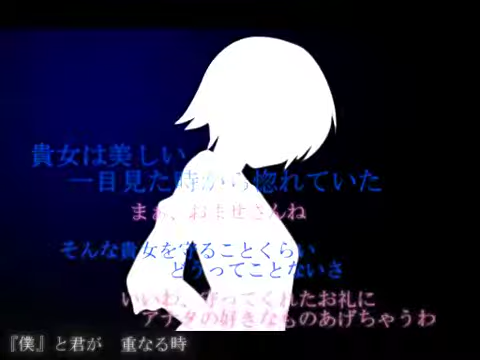 貴女は美しい
一目見た時から惚れていた
まぁ、おませさんね
そんな貴女を守ることくらい
どうってことないさ
いいわ、守ってくれたお礼に
アナタの好きなものあげちゃうわ
『僕』と君が 重なる時